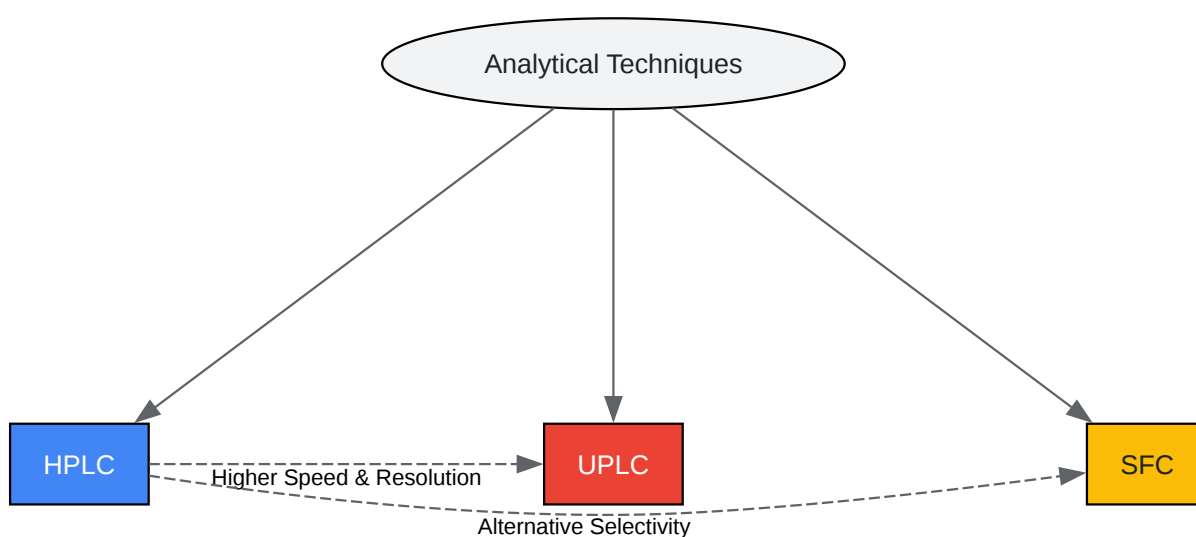 Analytical Techniques
HPLC
UPLC
SFC
Higher Speed & Resolution
Alternative Selectivity